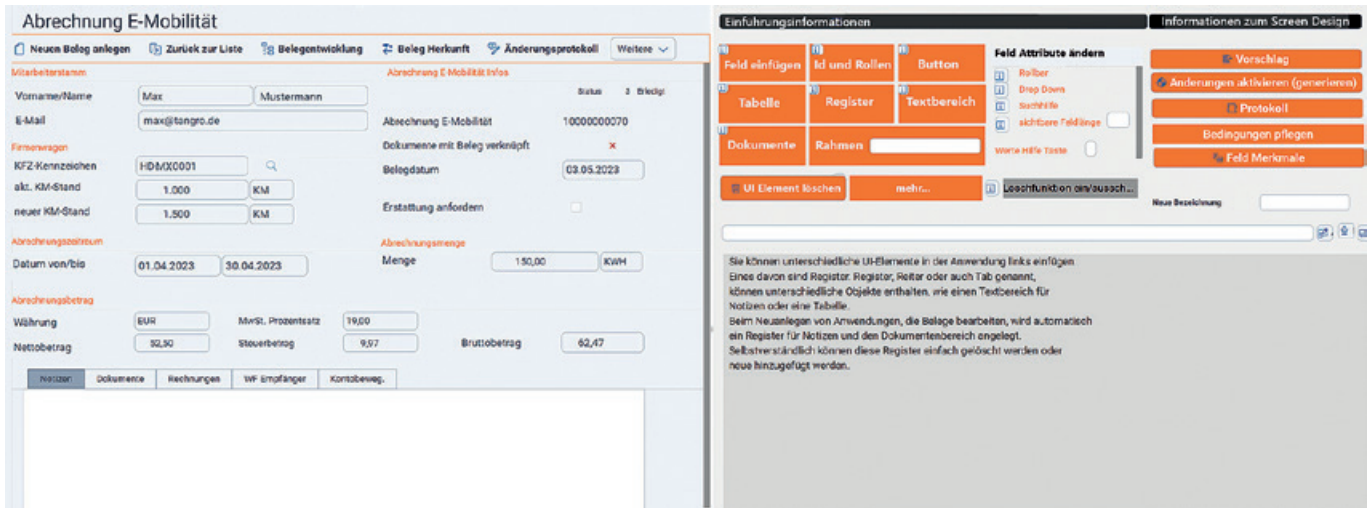 Abrechnung E-Mobilität
Neuen Beleg anlegen Zurück zur Liste Belegentwicklung Beleg Herkunft Änderungsprotokoll Weitere
Mitarbeiterstamm
Vorname/Name Max Mustermann
E-Mail max@tangro.de
Firmenwagen
KFZ-Kennzeichen HDMX0001
akt. KM-Stand 1.000 KM
neuer KM-Stand 1.500 KM
Abrechnungszeitraum
Datum von/bis 01.04.2023 30.04.2023
Abrechnungsbetrag
Währung EUR MwSt. Prozentsatz 19,00
Nettobetrag 52,50 Steuerbetrag 9,97 Bruttobetrag 62,47
Notizen Dokumente Rechnungen WF Empfänger Kontobeweg.
Abrechnung E-Mobilität Infos
Status 3 Erledigt
Abrechnung E-Mobilität 10000000070
Dokumente mit Beleg verknüpft
Belegdatum 03.05.2023
Erstattung anfordern
Abrechnungsmenge
Menge 150,00 KWH
Einführungsinformationen
Feld einfügen Id und Rollen Button
Tabelle Register Textbereich
Dokumente Rahmen
UI Element löschen mehr...
Feld Attribute ändern
Rollber
Drop Down
Suchhilfe
sichtbare Feldlänge
Werte Hilfe Taste
Löschfunktion ein/aussch...
Informationen zum Screen Design
Vorschlag
Änderungen aktivieren (generieren)
Protokoll
Bedingungen pflegen
Feld Merkmale
Neue Bezeichnung
Sie können unterschiedliche UI-Elemente in der Anwendung links einfügen
Eines davon sind Register. Register, Reiter oder auch Tab genannt,
können unterschiedliche Objekte enthalten, wie einen Textbereich für
Notizen oder eine Tabelle.
Beim Neuanlegen von Anwendungen, die Belege bearbeiten, wird automatisch
ein Register für Notizen und den Dokumentenbereich angelegt.
Selbstverständlich können diese Register einfach gelöscht werden oder
neue hinzugefügt werden.